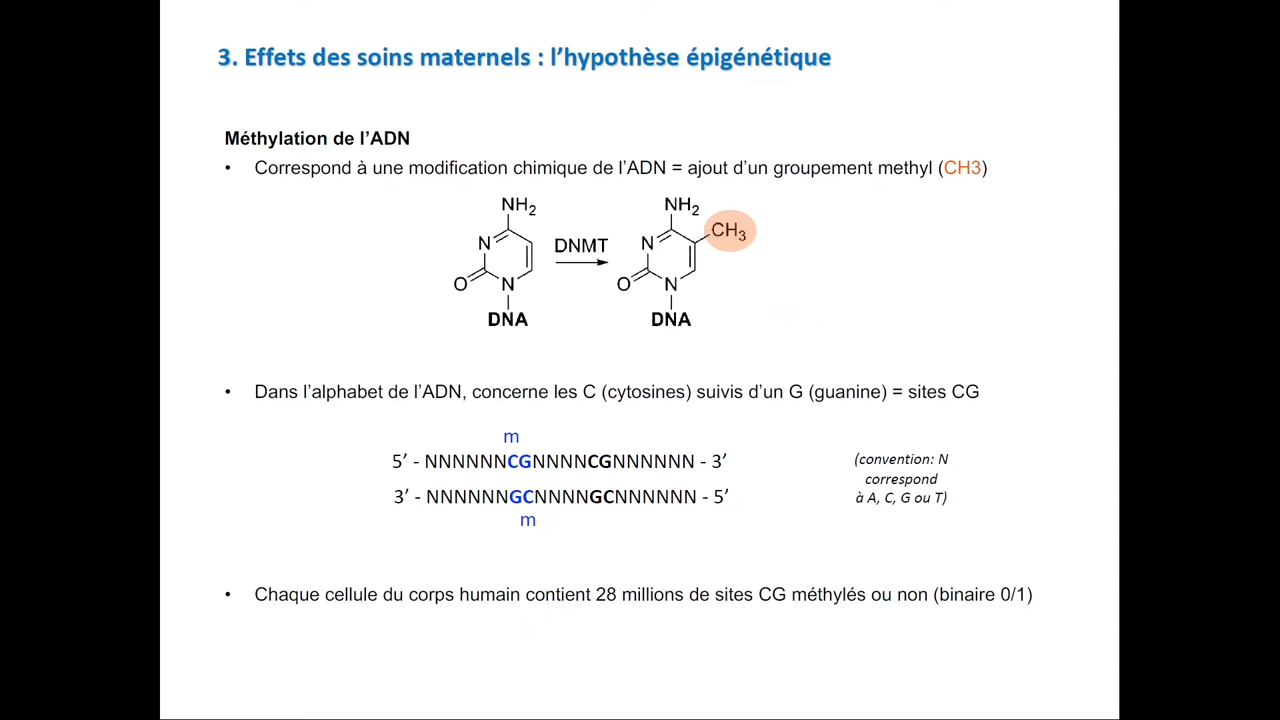 3. Effets des soins maternels : l’hypothèse épigénétique
Méthylation de l’ADN
• Correspond à une modification chimique de l’ADN = ajout d’un groupement methyl (CH3)
NH2 NH2
CH3
N DNMT N
O N O N
DNA DNA
• Dans l’alphabet de l’ADN, concerne les C (cytosines) suivis d’un G (guanine) = sites CG
m
5’ - NNNNNNCGNNNNCGNNNNNN - 3’
3’ - NNNNNNGCNNNNGCNNNNNN - 5’
m
(convention: N
correspond
à A, C, G ou T)
• Chaque cellule du corps humain contient 28 millions de sites CG méthylés ou non (binaire 0/1)